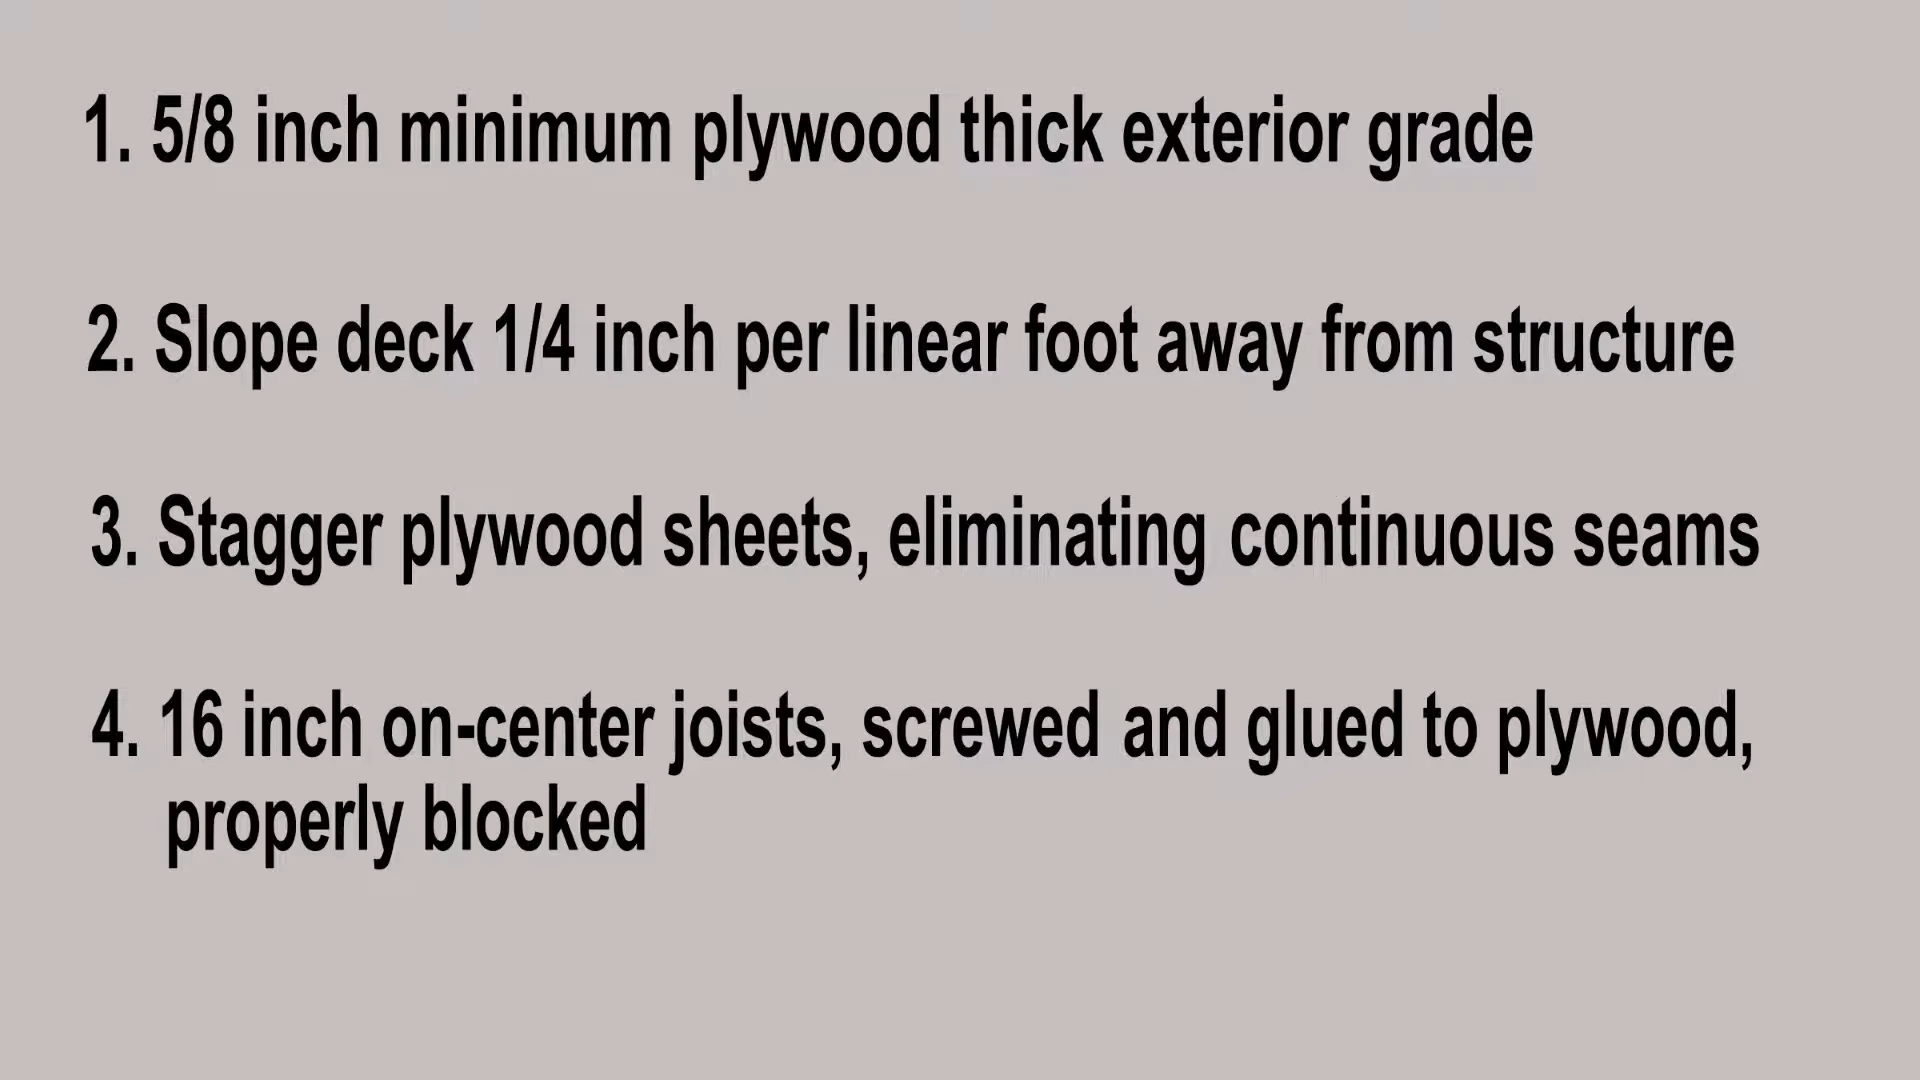 1. 5/8 inch minimum plywood thick exterior grade
2. Slope deck 1/4 inch per linear foot away from structure
3. Stagger plywood sheets, eliminating continuous seams
4. 16 inch on-center joists, screwed and glued to plywood,
properly blocked